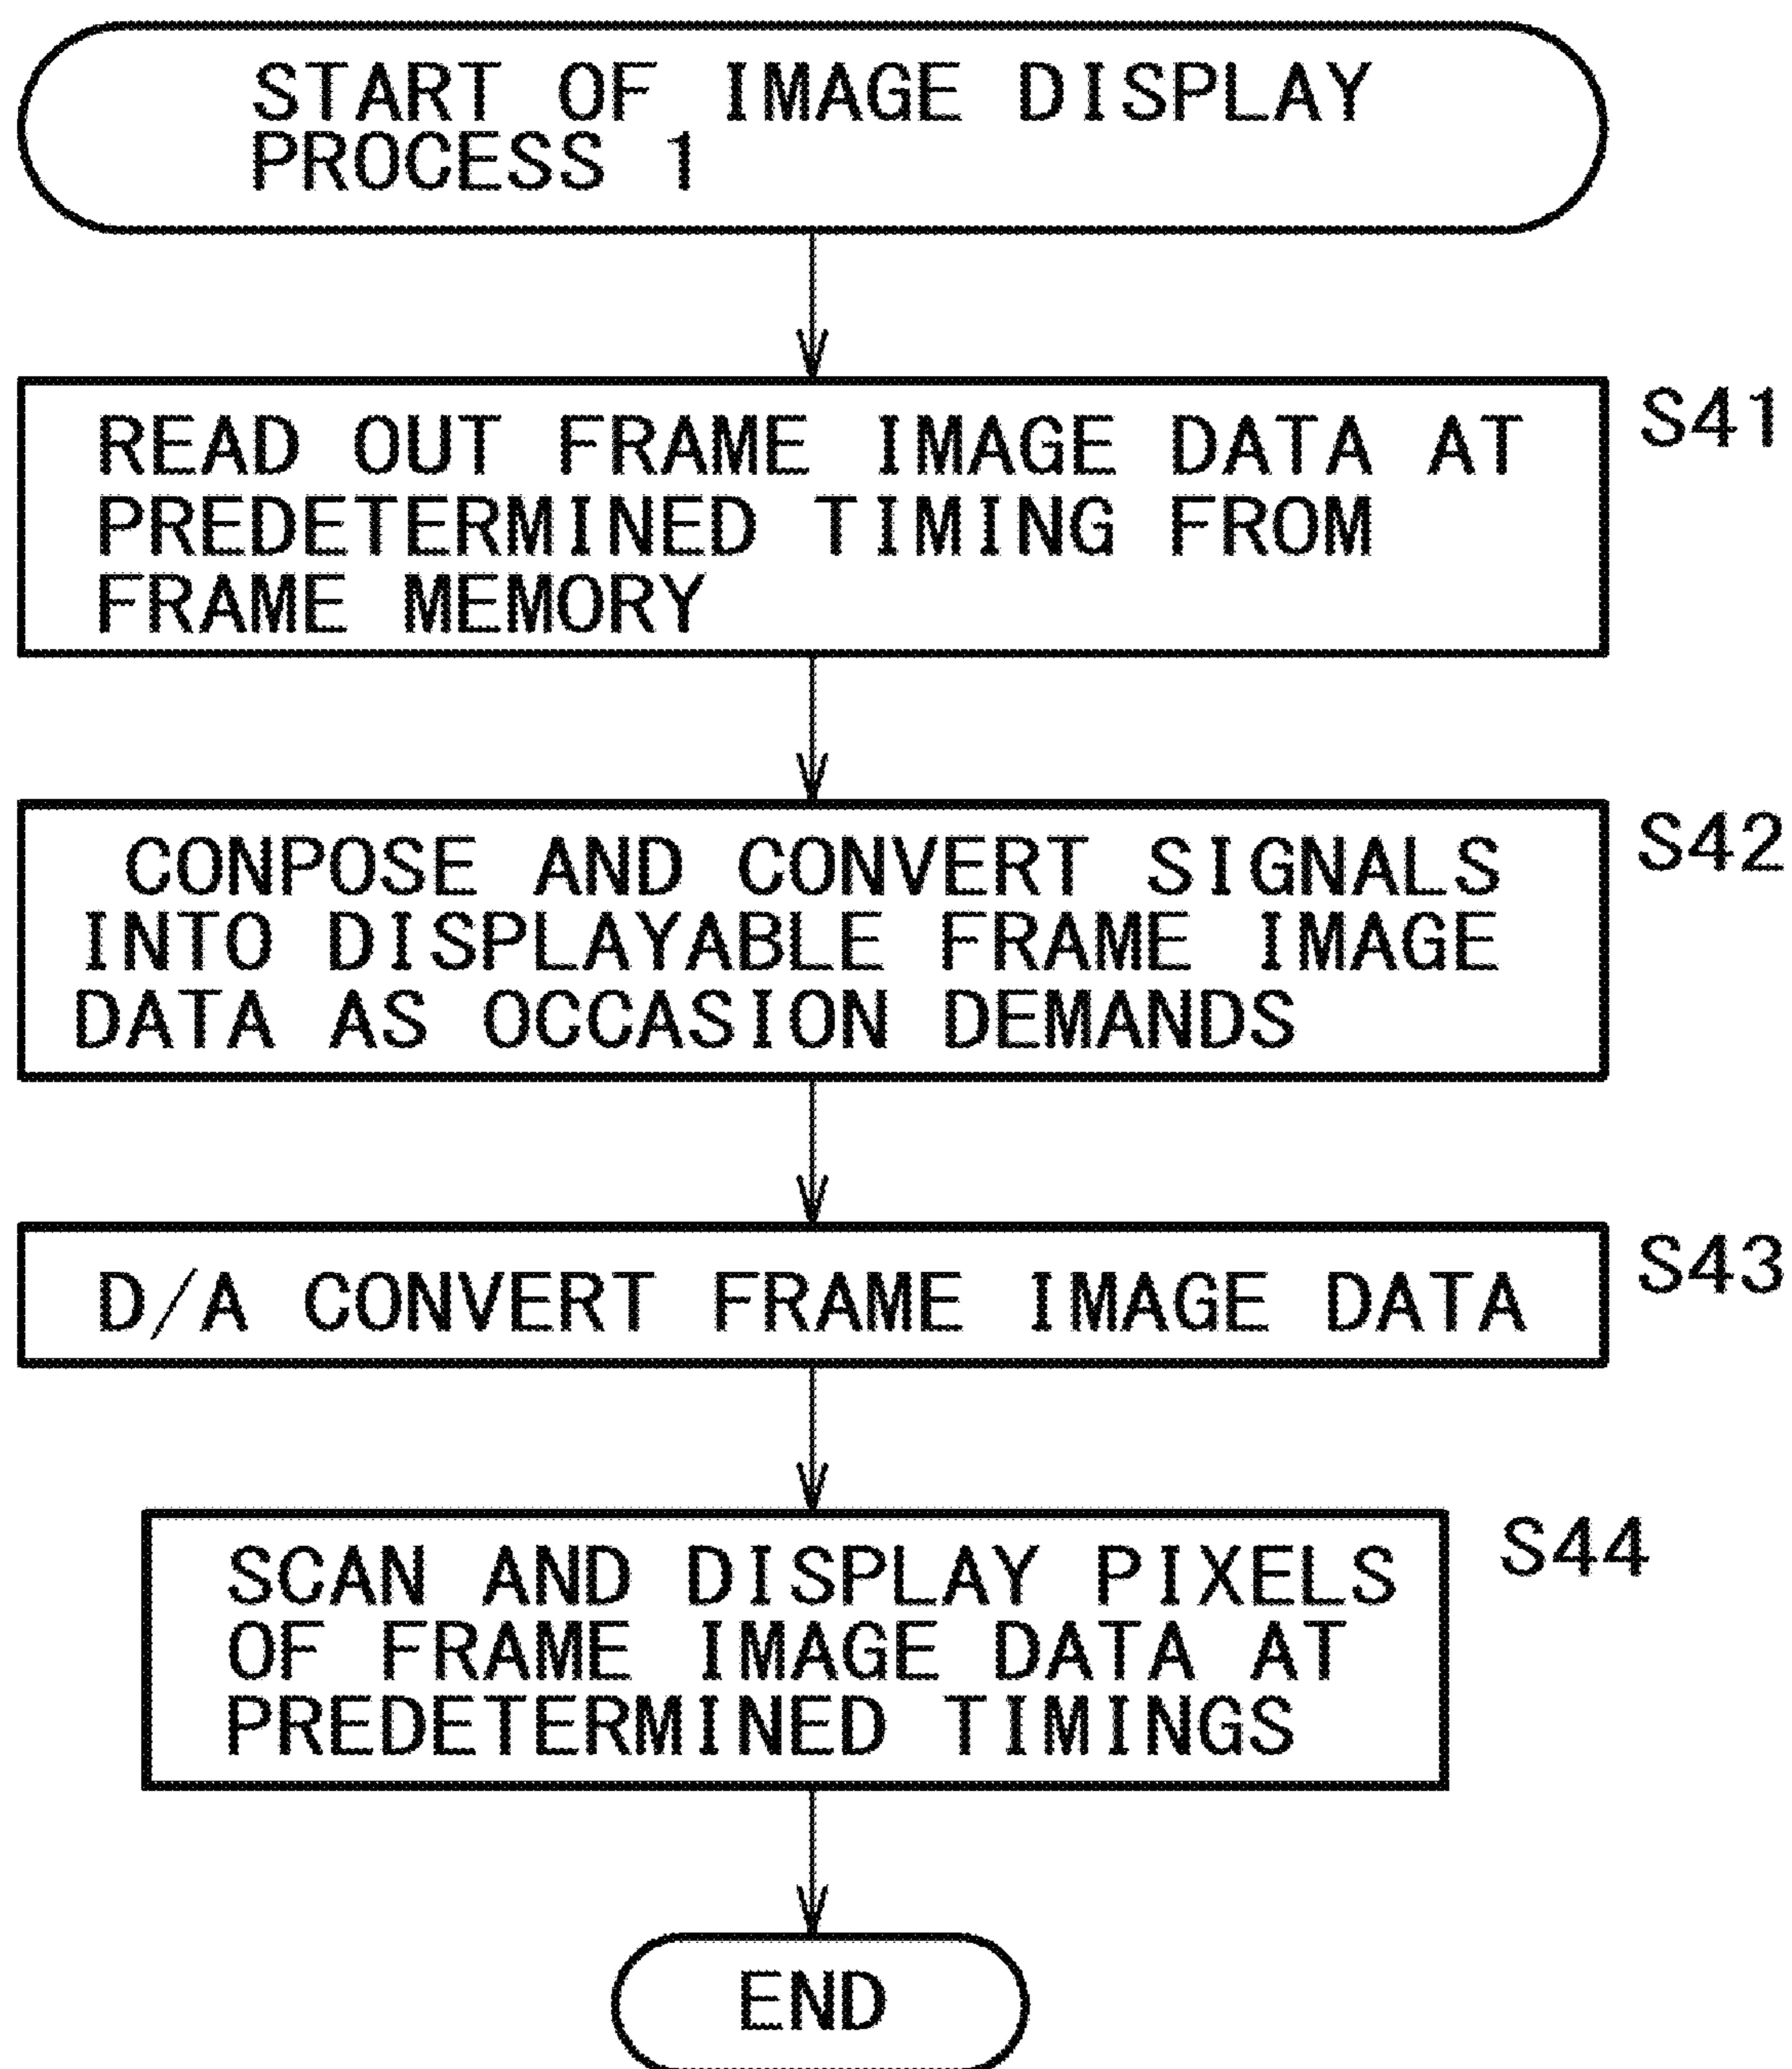 START OF IMAGE DISPLAY
PROCESS 1
READ OUT FRAME IMAGE DATA AT
PREDETERMINED TIMING FROM
FRAME MEMORY
S41
CONPOSE AND CONVERT SIGNALS
INTO DISPLAYABLE FRAME IMAGE
DATA AS OCCASION DEMANDS
S42
D/A CONVERT FRAME IMAGE DATA
S43
SCAN AND DISPLAY PIXELS
OF FRAME IMAGE DATA AT
PREDETERMINED TIMINGS
S44
END